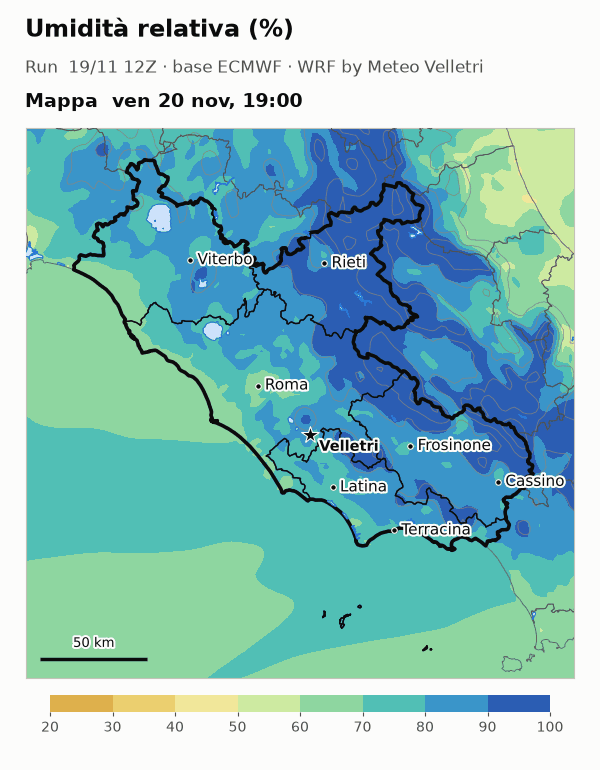 Umidità relativa (%)
Run 19/11 12Z · base ECMWF · WRF by Meteo Velletri
Mappa ven 20 nov, 19:00
Viterbo
Rieti
Roma
Velletri
Frosinone
Cassino
Latina
Terracina
50 km
20 30 40 50 60 70 80 90 100